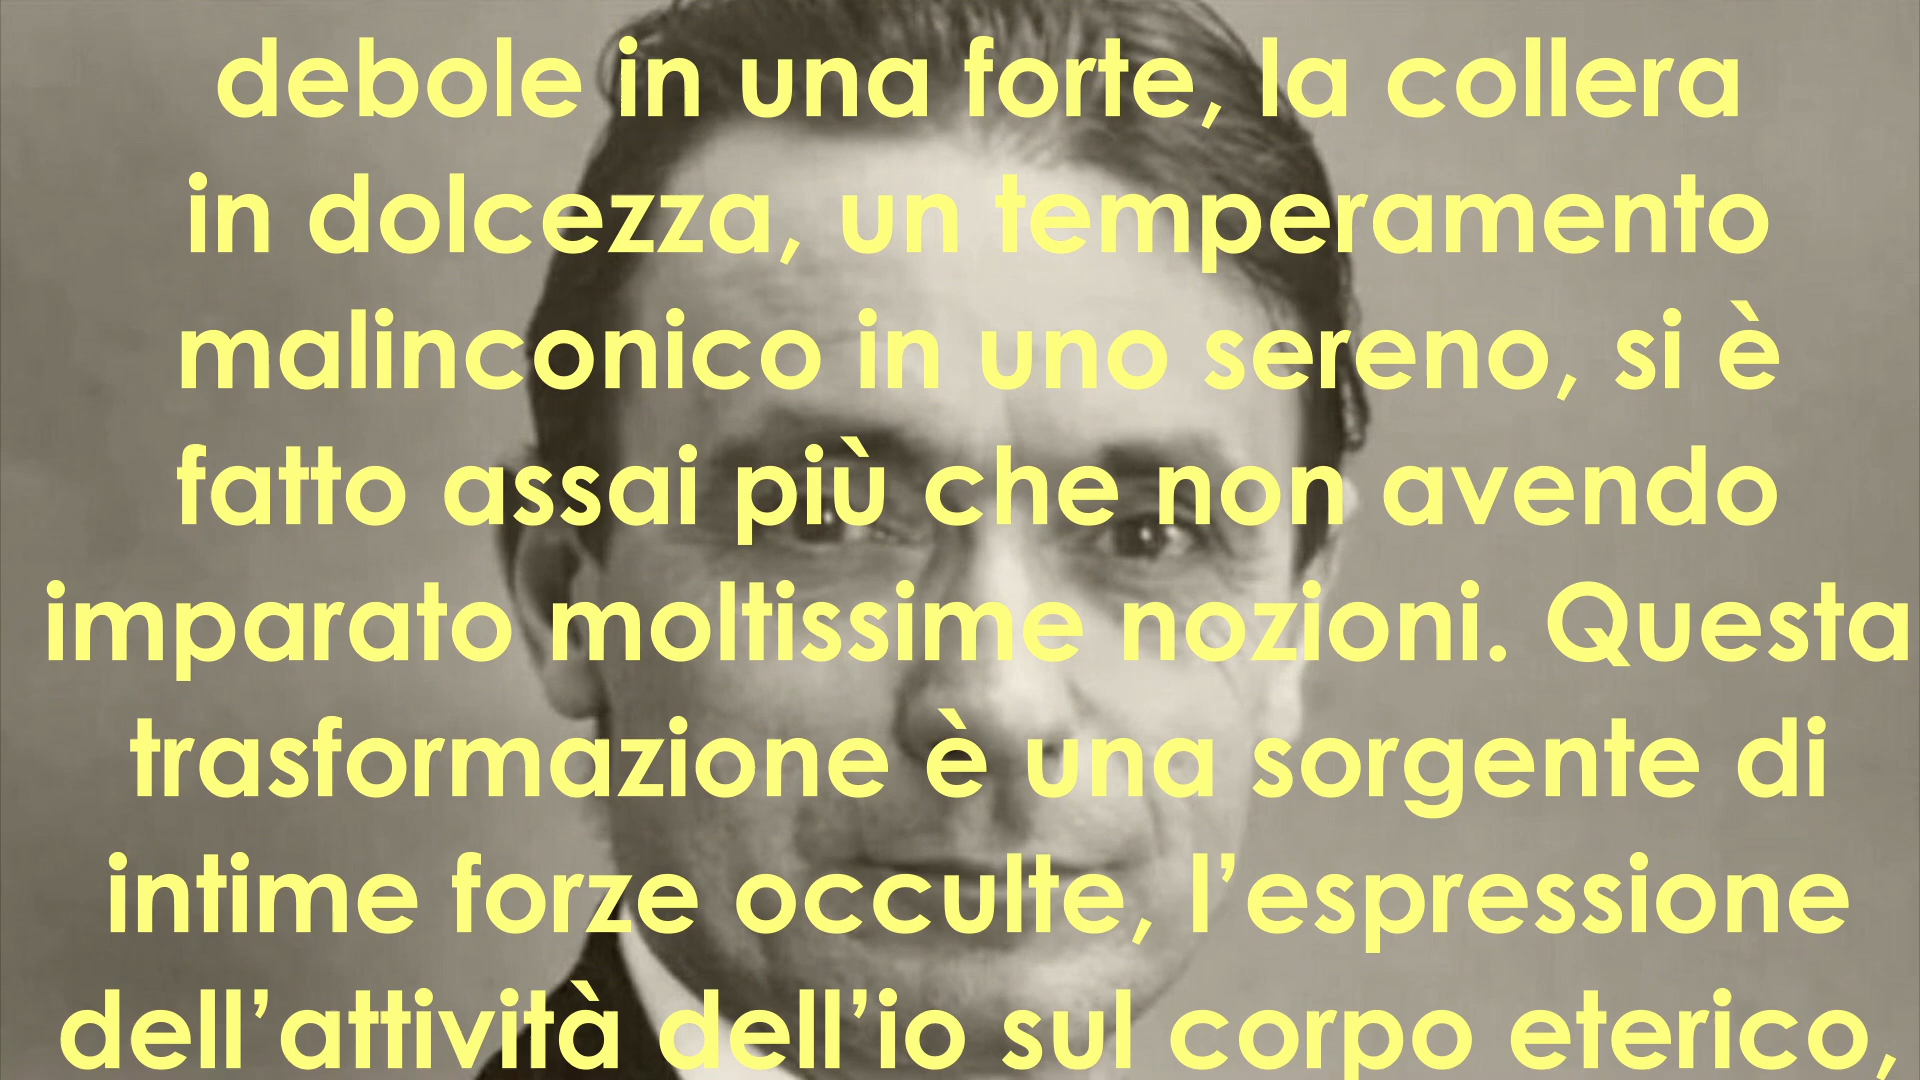 debole in una forte, la collera
in dolcezza, un temperamento
malinconico in uno sereno, si è
fatto assai più che non avendo
imparato moltissime nozioni. Questa
trasformazione è una sorgente di
intime forze occulte, l’espressione
dell’attività dell’io sul corpo eterico,